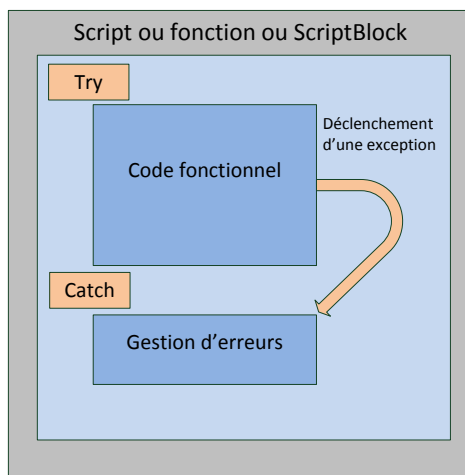 Script ou fonction ou ScriptBlock
Try
Code fonctionnel
Déclenchement
d'une exception
Catch
Gestion d'erreurs